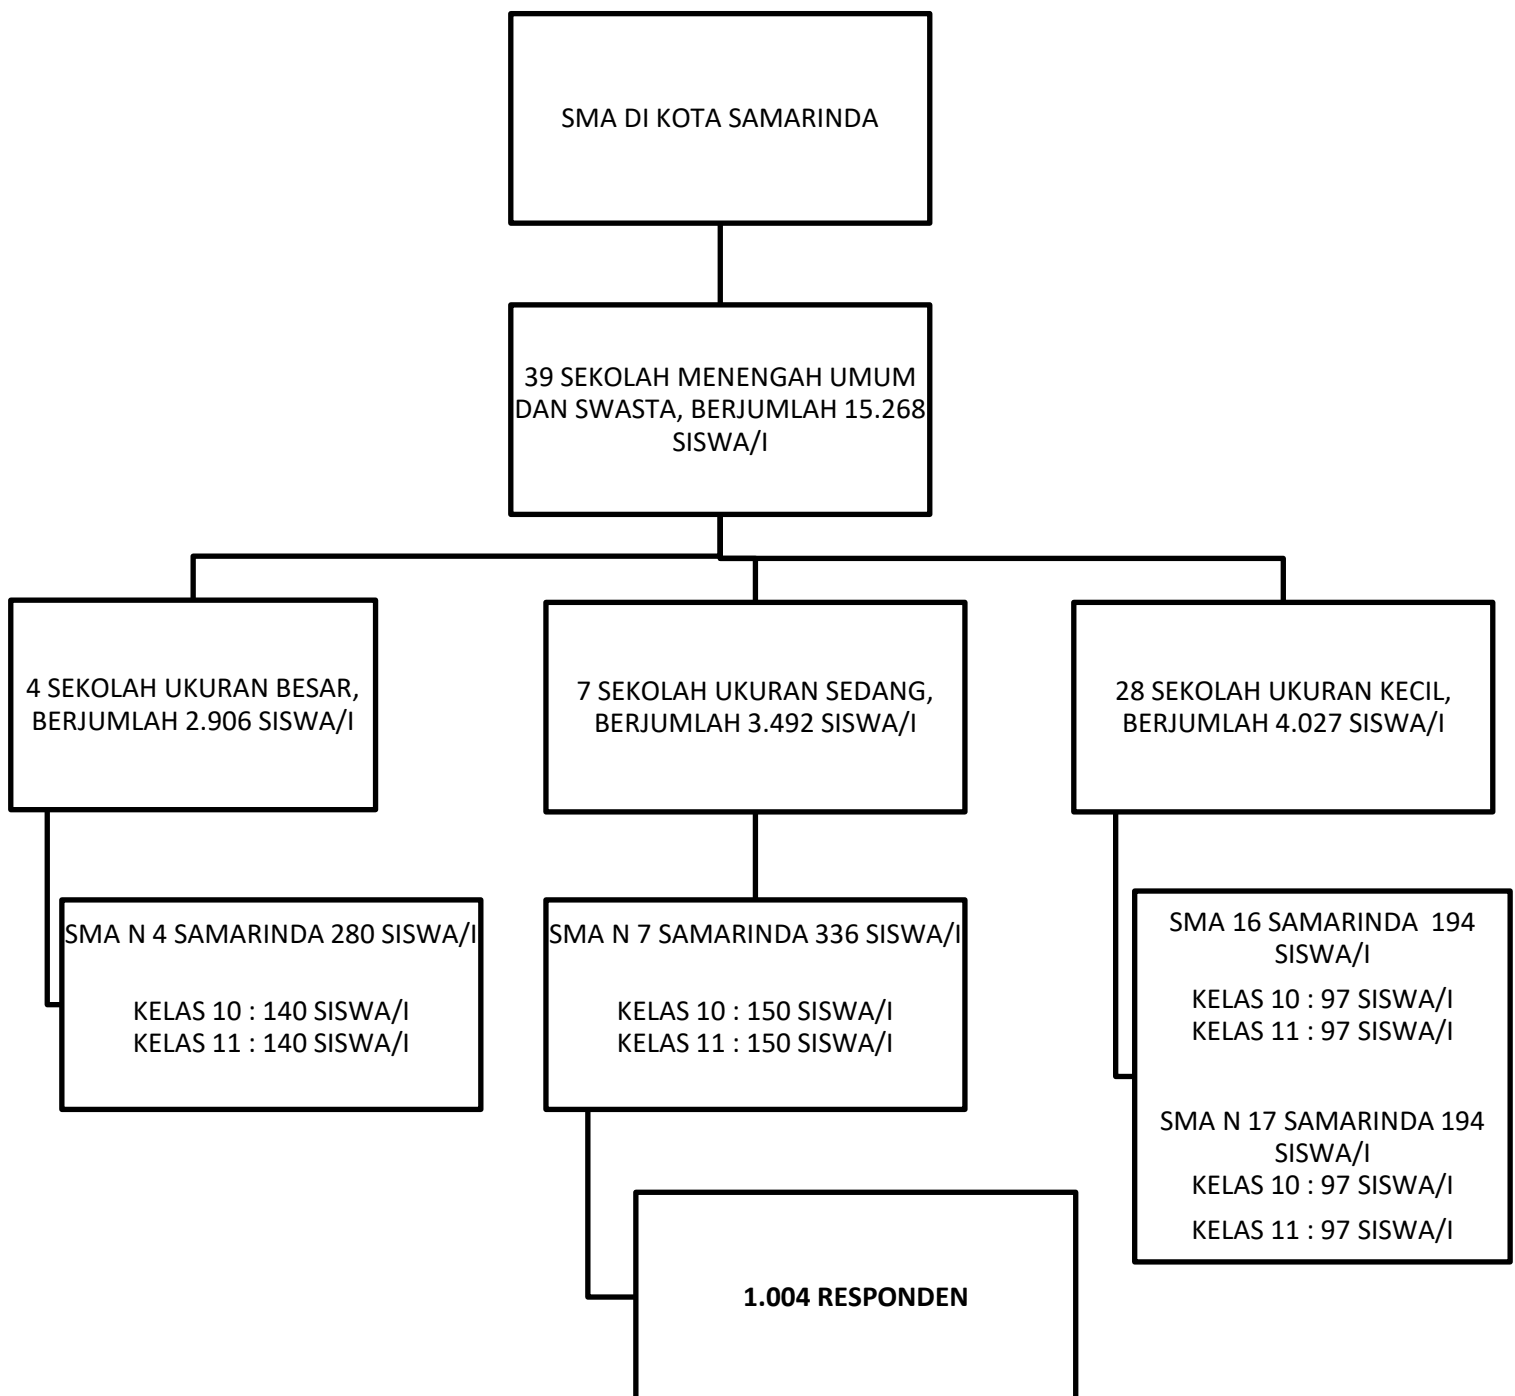 SMA DI KOTA SAMARINDA
39 SEKOLAH MENENGAH UMUM
DAN SWASTA, BERJUMLAH 15.268
SISWA/I
4 SEKOLAH UKURAN BESAR,
BERJUMLAH 2.906 SISWA/I
7 SEKOLAH UKURAN SEDANG,
BERJUMLAH 3.492 SISWA/I
28 SEKOLAH UKURAN KECIL,
BERJUMLAH 4.027 SISWA/I
SMA N 4 SAMARINDA 280 SISWA/I
KELAS 10 : 140 SISWA/I
KELAS 11 : 140 SISWA/I
SMA N 7 SAMARINDA 336 SISWA/I
KELAS 10 : 150 SISWA/I
KELAS 11 : 150 SISWA/I
SMA 16 SAMARINDA 194
SISWA/I
KELAS 10 : 97 SISWA/I
KELAS 11 : 97 SISWA/I
SMA N 17 SAMARINDA 194
SISWA/I
KELAS 10 : 97 SISWA/I
KELAS 11 : 97 SISWA/I
1.004 RESPONDEN